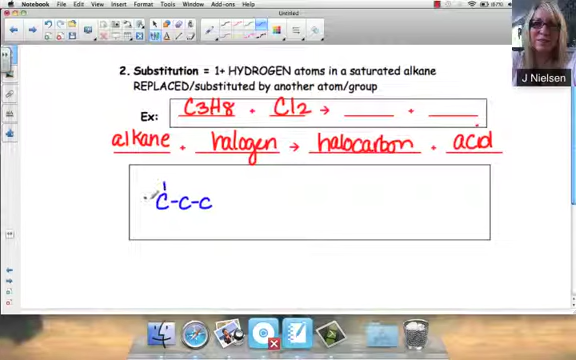 Notebook File Edit View Insert Format Tools Window Add-ons Help
Untitled
J Nielsen
2. Substitution = 1+ HYDROGEN atoms in a saturated alkane
REPLACED/substituted by another atom/group
Ex: C3H8 + Cl2 → ____ + ____
alkane + halogen → halocarbon + acid
C-C-C